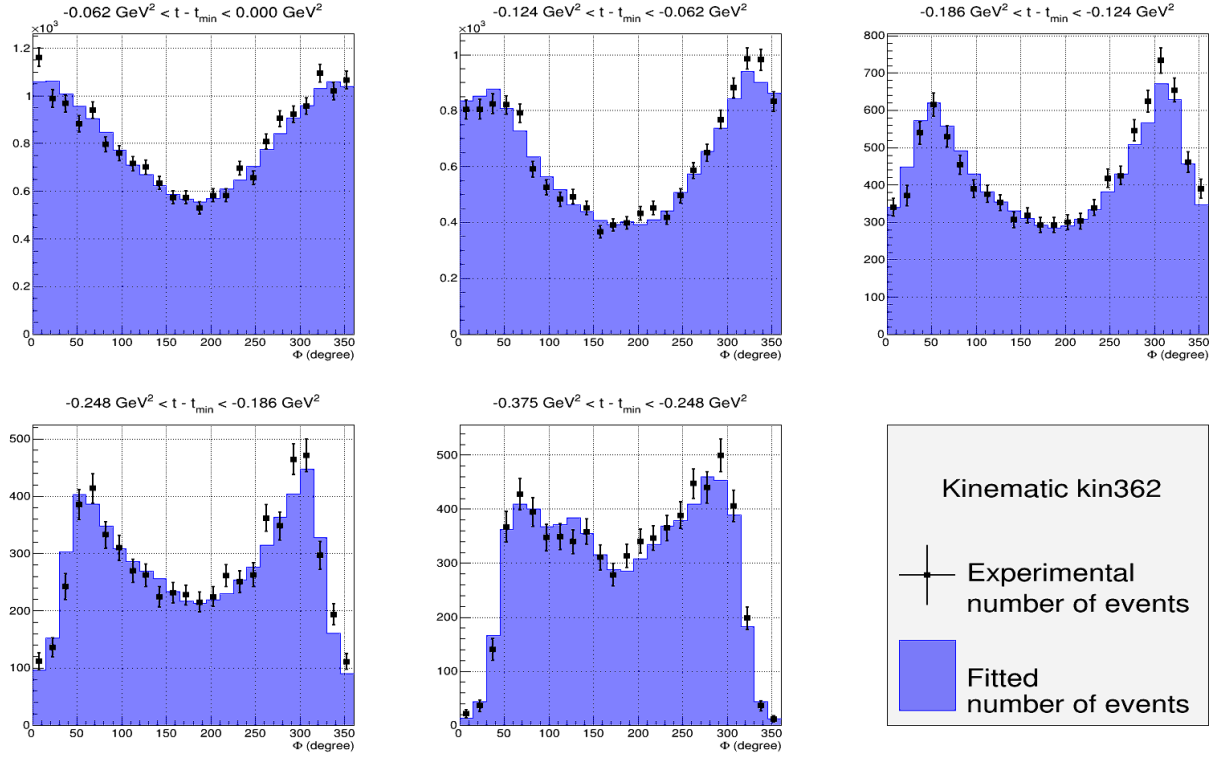 -0.062 GeV² < t - t_min < 0.000 GeV²
×10³
1.2
1
0.8
0.6
0.4
0.2
0
0 50 100 150 200 250 300 350
Φ (degree)
-0.124 GeV² < t - t_min < -0.062 GeV²
×10³
1
0.8
0.6
0.4
0.2
0
0 50 100 150 200 250 300 350
Φ (degree)
-0.186 GeV² < t - t_min < -0.124 GeV²
800
700
600
500
400
300
200
100
0
0 50 100 150 200 250 300 350
Φ (degree)
-0.248 GeV² < t - t_min < -0.186 GeV²
500
400
300
200
100
0
0 50 100 150 200 250 300 350
Φ (degree)
-0.375 GeV² < t - t_min < -0.248 GeV²
500
400
300
200
100
0
0 50 100 150 200 250 300 350
Φ (degree)
Kinematic kin362
Experimental
number of events
Fitted
number of events